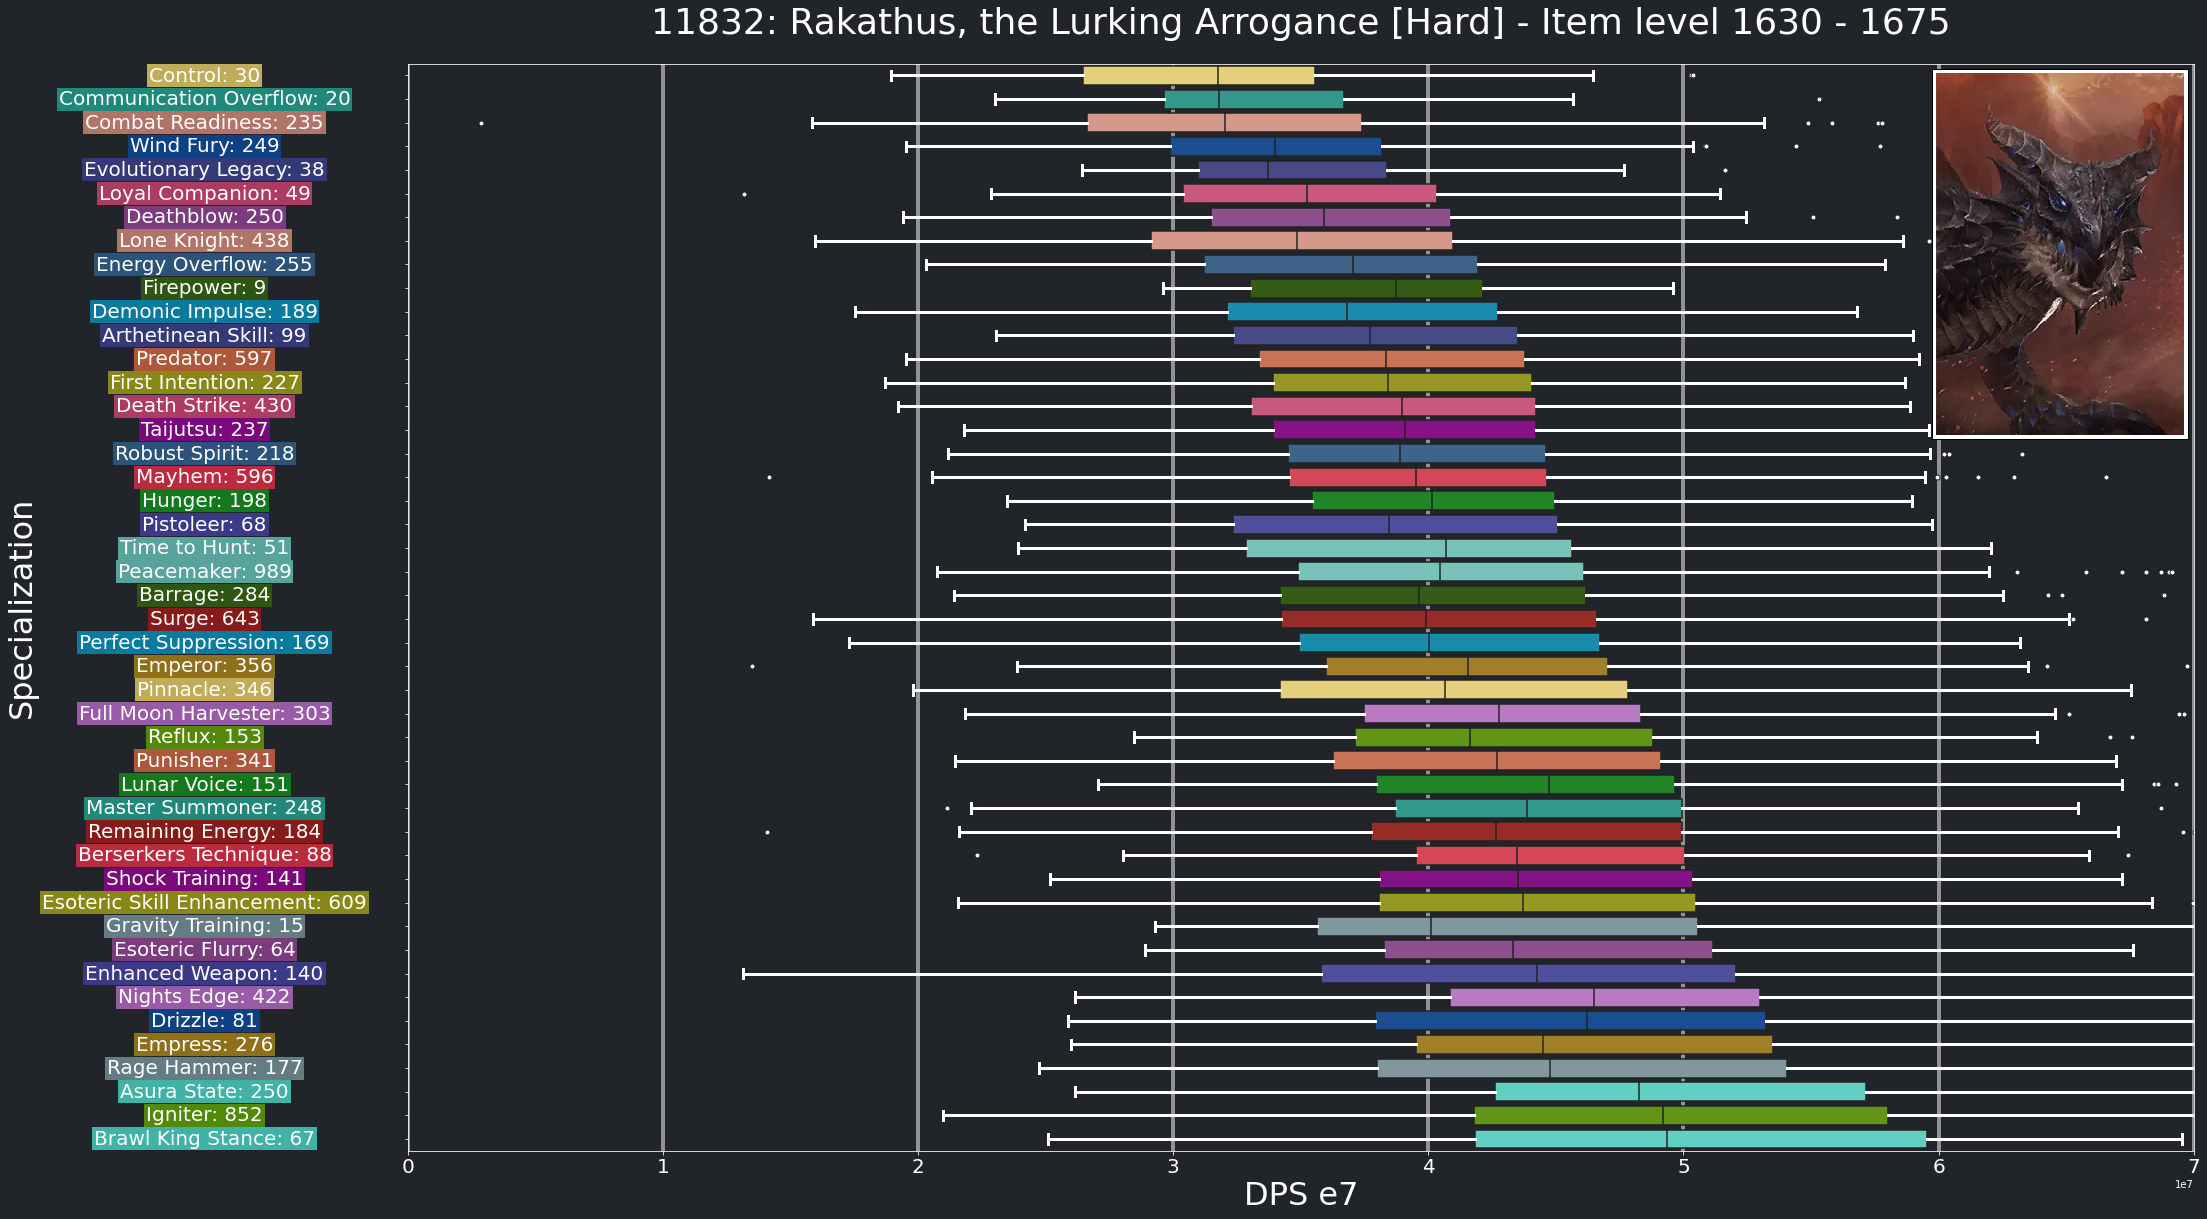 11832: Rakathus, the Lurking Arrogance [Hard] - Item level 1630 - 1675
Control: 30
Communication Overflow: 20
Combat Readiness: 235
Wind Fury: 249
Evolutionary Legacy: 38
Loyal Companion: 49
Deathblow: 250
Lone Knight: 438
Energy Overflow: 255
Firepower: 9
Demonic Impulse: 189
Arthetinean Skill: 99
Predator: 597
First Intention: 227
Death Strike: 430
Taijutsu: 237
Robust Spirit: 218
Mayhem: 596
Hunger: 198
Pistoleer: 68
Time to Hunt: 51
Peacemaker: 989
Barrage: 284
Surge: 643
Perfect Suppression: 169
Emperor: 356
Pinnacle: 346
Full Moon Harvester: 303
Reflux: 153
Punisher: 341
Lunar Voice: 151
Master Summoner: 248
Remaining Energy: 184
Berserkers Technique: 88
Shock Training: 141
Esoteric Skill Enhancement: 609
Gravity Training: 15
Esoteric Flurry: 64
Enhanced Weapon: 140
Nights Edge: 422
Drizzle: 81
Empress: 276
Rage Hammer: 177
Asura State: 250
Igniter: 852
Brawl King Stance: 67
Specialization
0 1 2 3 4 5 6 7
1e7
DPS e7